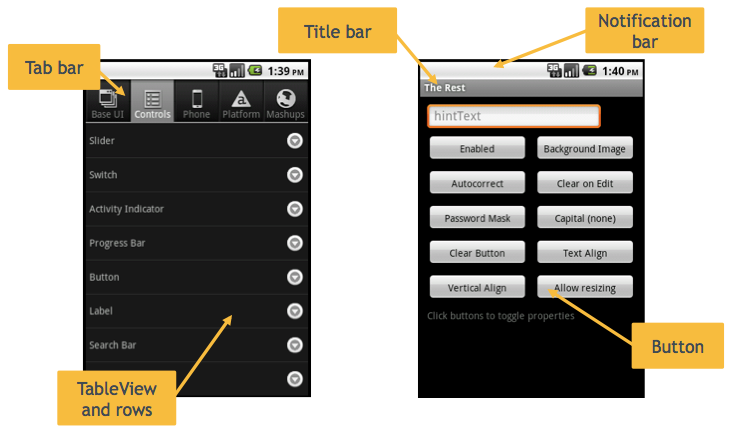 Title bar
Notification
bar
Tab bar
3G
1:39 PM
Base UI
Controls
Phone
Platform
Mashups
Slider
Switch
Activity Indicator
Progress Bar
Button
Label
Search Bar
TableView
and rows
3G
1:40 PM
The Rest
hintText
Enabled
Background Image
Autocorrect
Clear on Edit
Password Mask
Capital (none)
Clear Button
Text Align
Vertical Align
Allow resizing
Click buttons to toggle properties
Button